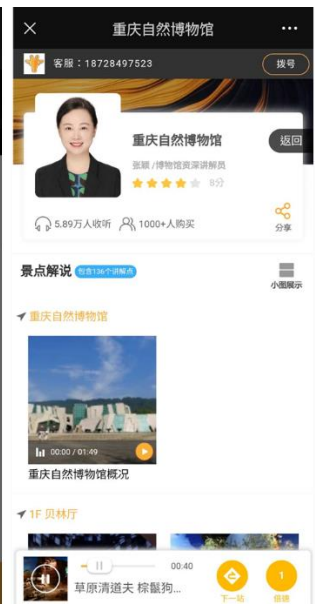 重庆自然博物馆
客服：18728497523
拨号
重庆自然博物馆
返回
张颖 / 博物馆资深讲解员
8分
5.89万人收听
1000+人购买
分享
景点解说
包含136个讲解点
小图展示
重庆自然博物馆
00:00 / 01:49
重庆自然博物馆概况
1F 贝林厅
00:40
草原清道夫 棕鬣狗...
下一站
1
倍速